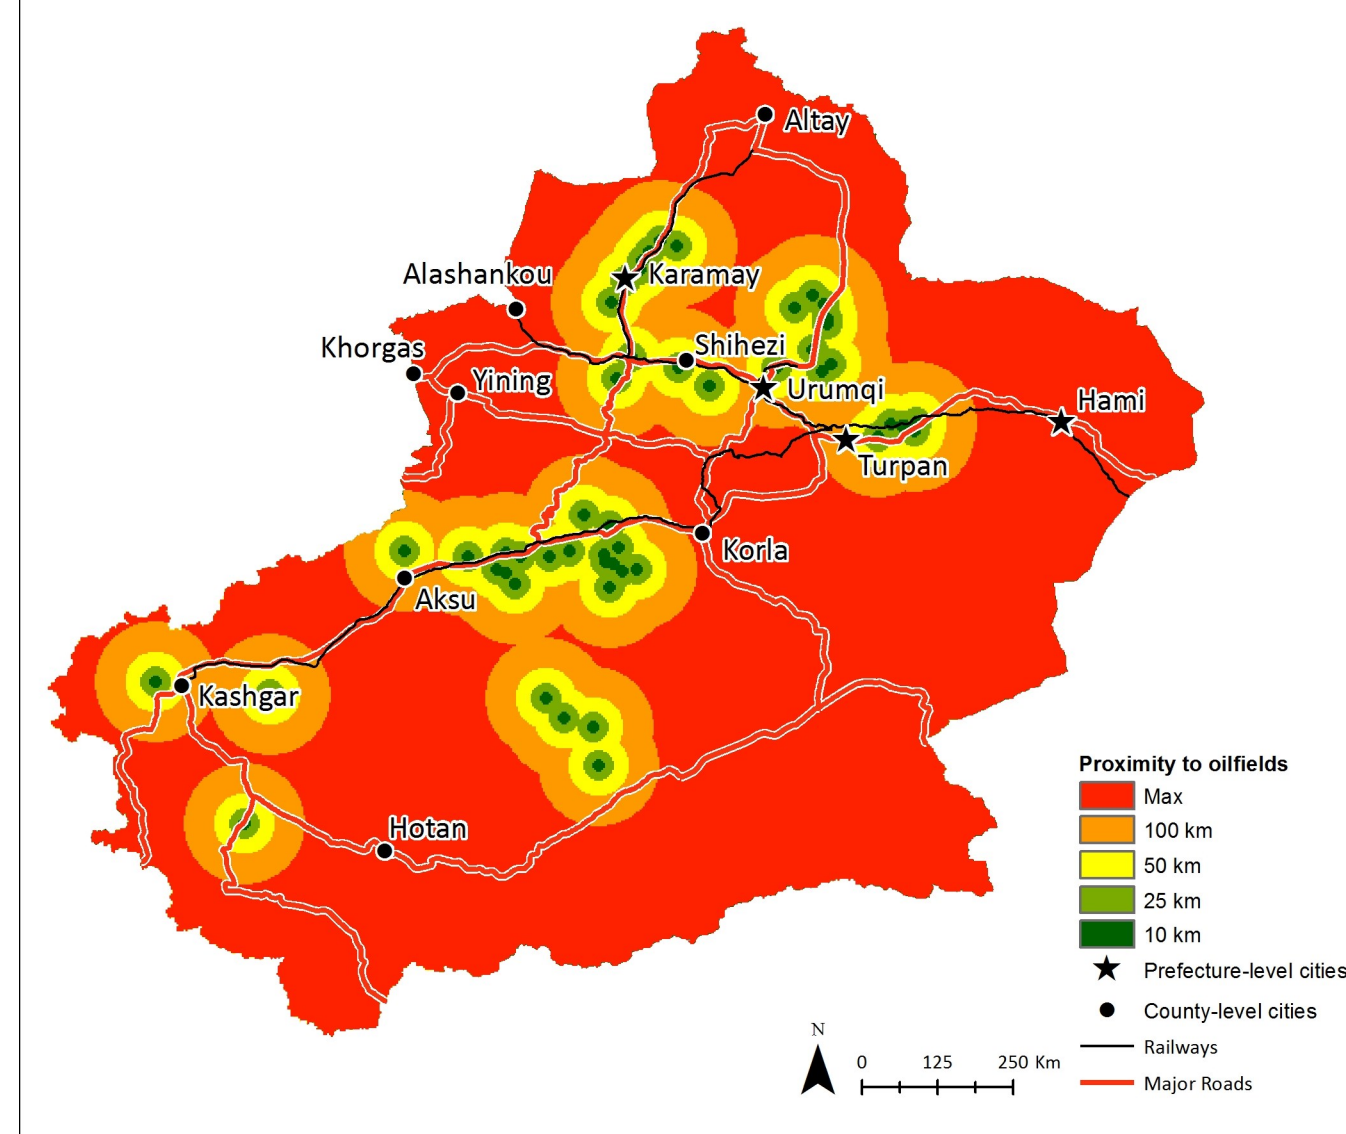 Altay
Alashankou
Karamay
Khorgas
Shihezi
Yining
Urumqi
Hami
Turpan
Korla
Aksu
Kashgar
Hotan
Proximity to oilfields
Max
100 km
50 km
25 km
10 km
Prefecture-level cities
County-level cities
Railways
Major Roads
N
0 125 250 Km